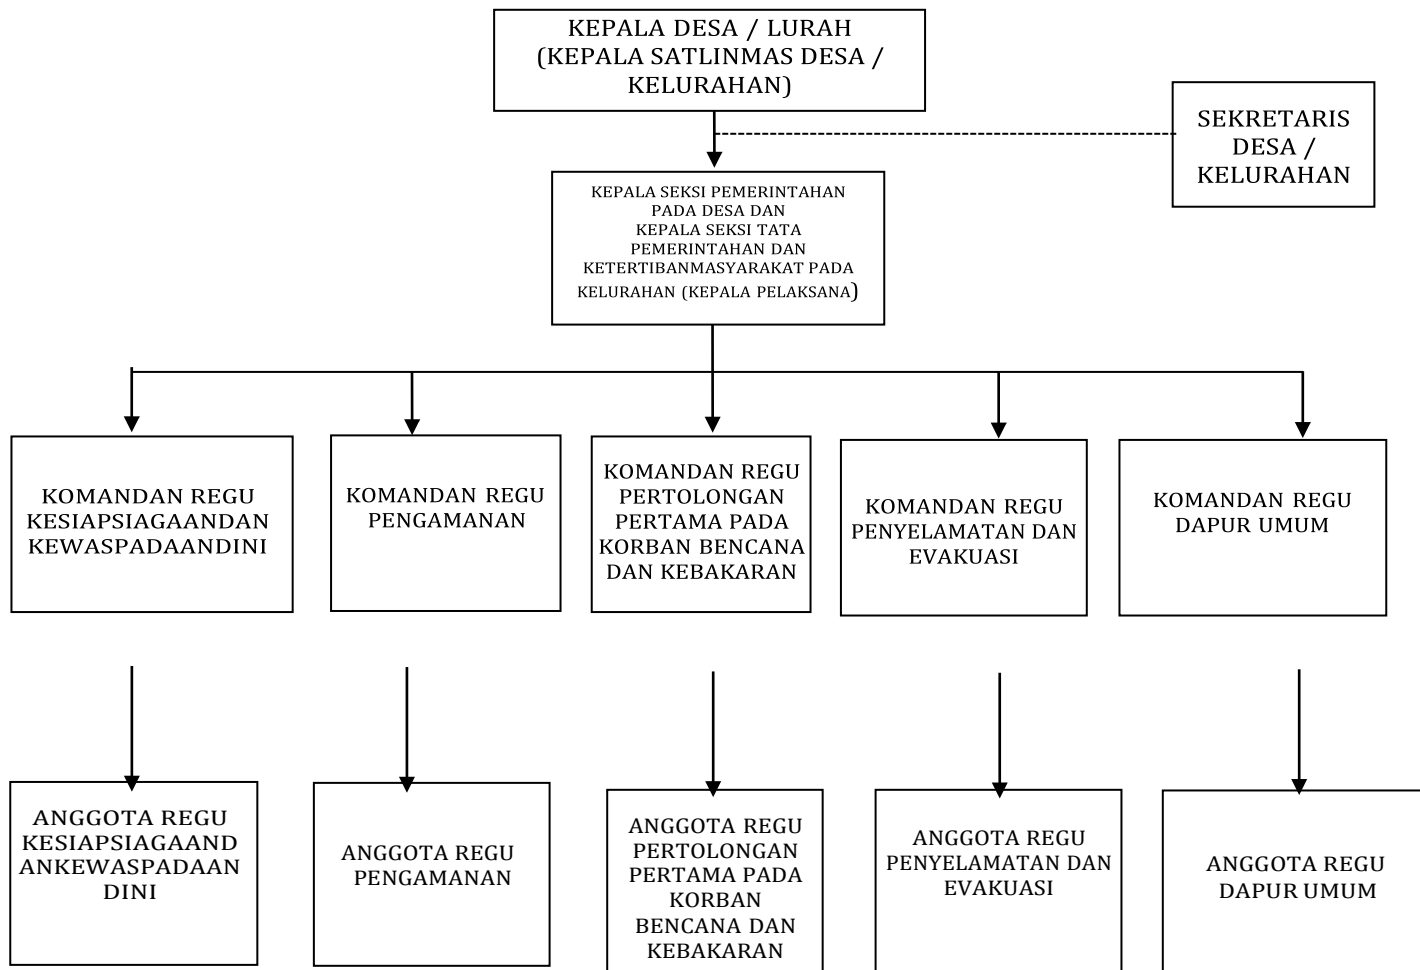 KEPALA DESA / LURAH
(KEPALA SATLINMAS DESA /
KELURAHAN)
SEKRETARIS
DESA /
KELURAHAN
KEPALA SEKSI PEMERINTAHAN
PADA DESA DAN
KEPALA SEKSI TATA
PEMERINTAHAN DAN
KETERTIBANMASYARAKAT PADA
KELURAHAN (KEPALA PELAKSANA)
KOMANDAN REGU
KESIAPSIAGAANDAN
KEWASPADAANDINI
KOMANDAN REGU
PENGAMANAN
KOMANDAN REGU
PERTOLONGAN
PERTAMA PADA
KORBAN BENCANA
DAN KEBAKARAN
KOMANDAN REGU
PENYELAMATAN DAN
EVAKUASI
KOMANDAN REGU
DAPUR UMUM
ANGGOTA REGU
KESIAPSIAGAAND
ANKEWASPADAAN
DINI
ANGGOTA REGU
PENGAMANAN
ANGGOTA REGU
PERTOLONGAN
PERTAMA PADA
KORBAN
BENCANA DAN
KEBAKARAN
ANGGOTA REGU
PENYELAMATAN DAN
EVAKUASI
ANGGOTA REGU
DAPUR UMUM